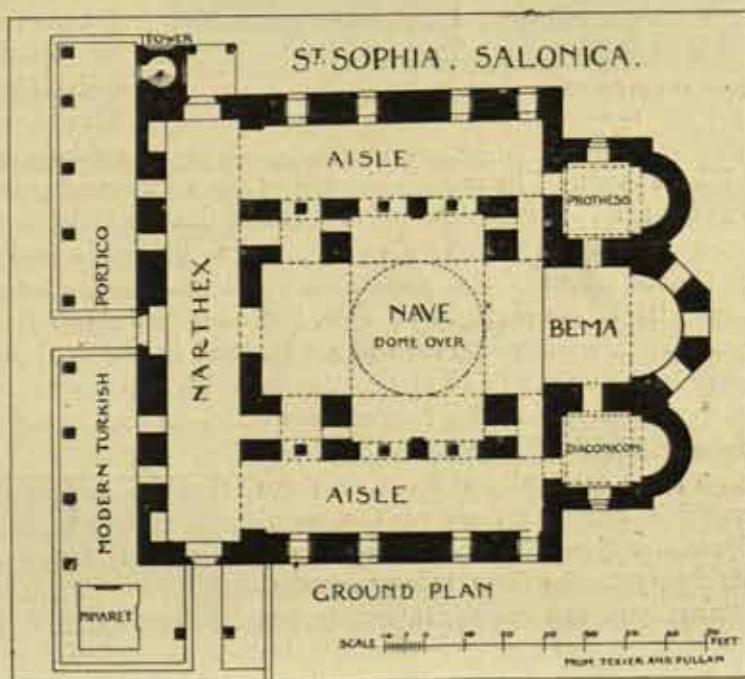 TOWER
ST. SOPHIA. SALONICA.
AISLE
PROTHESIS
PORTICO
NARTHEX
NAVE
DOME OVER
BEMA
MODERN TURKISH
DIACONICON
AISLE
MINARET
GROUND PLAN
SCALE
FEET
FROM TEXIER AND PULLAN